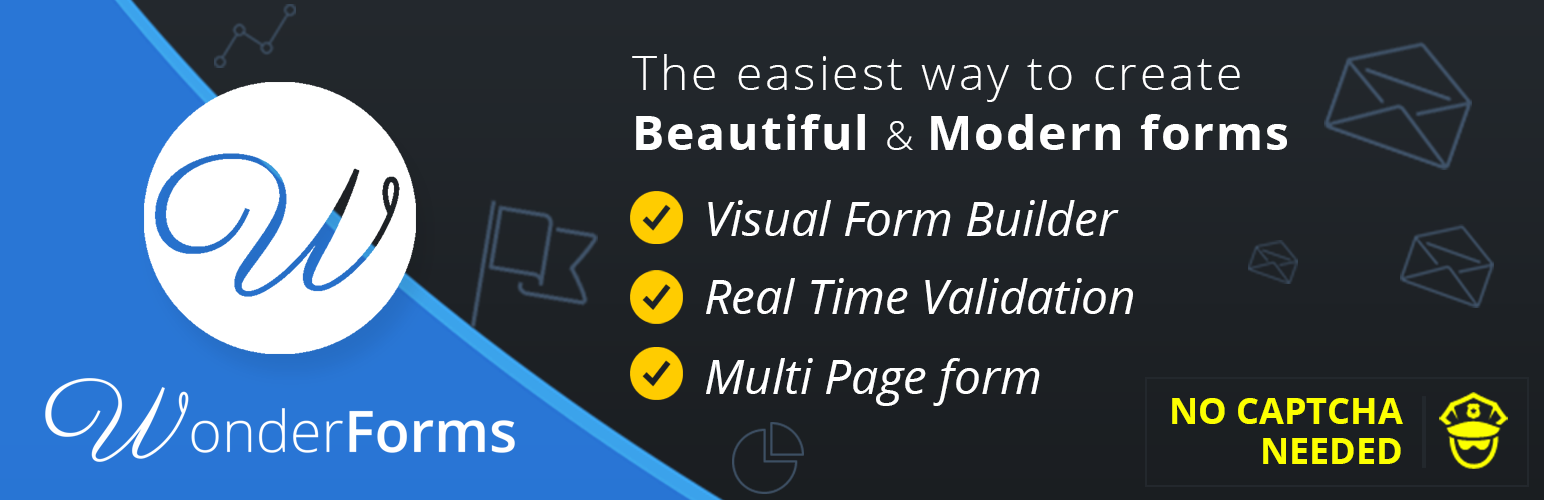 The easiest way to create
Beautiful & Modern forms
Visual Form Builder
Real Time Validation
Multi Page form
W
WonderForms
NO CAPTCHA
NEEDED